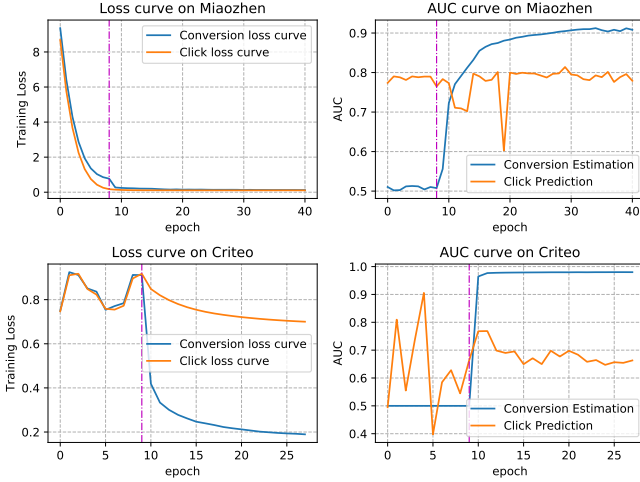 Loss curve on Miaozhen
AUC curve on Miaozhen
Training Loss
8
6
4
2
0
Conversion loss curve
Click loss curve
0 10 20 30 40
epoch
AUC
0.9
0.8
0.7
0.6
0.5
Conversion Estimation
Click Prediction
0 10 20 30 40
epoch
Loss curve on Criteo
AUC curve on Criteo
Training Loss
0.8
0.6
0.4
0.2
Conversion loss curve
Click loss curve
0 5 10 15 20 25
epoch
AUC
1.0
0.9
0.8
0.7
0.6
0.5
0.4
Conversion Estimation
Click Prediction
0 5 10 15 20 25
epoch